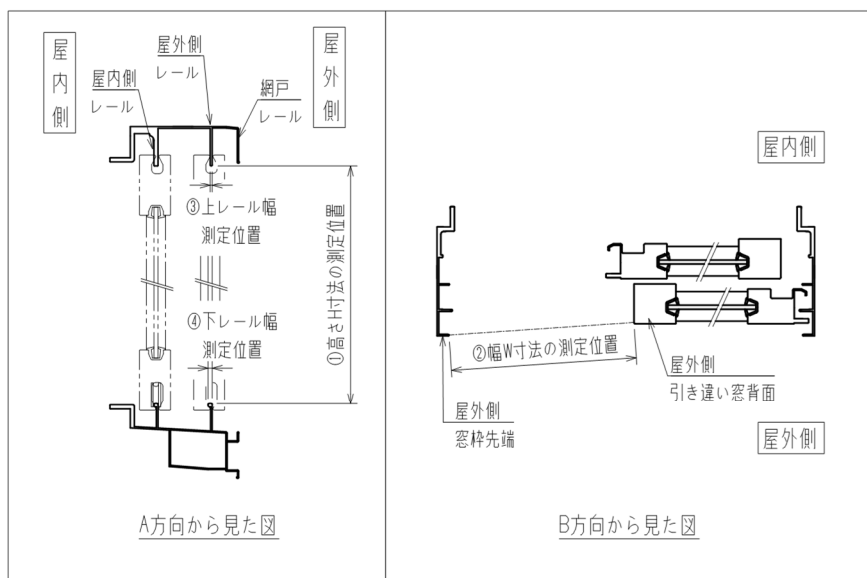 屋内側
屋外側
屋外側
レール
屋内側
レール
網戸
レール
③上レール幅
測定位置
④下レール幅
測定位置
①高さH寸法の測定位置
A方向から見た図
屋内側
②幅W寸法の測定位置
屋外側
引き違い窓背面
屋外側
窓枠先端
屋外側
B方向から見た図